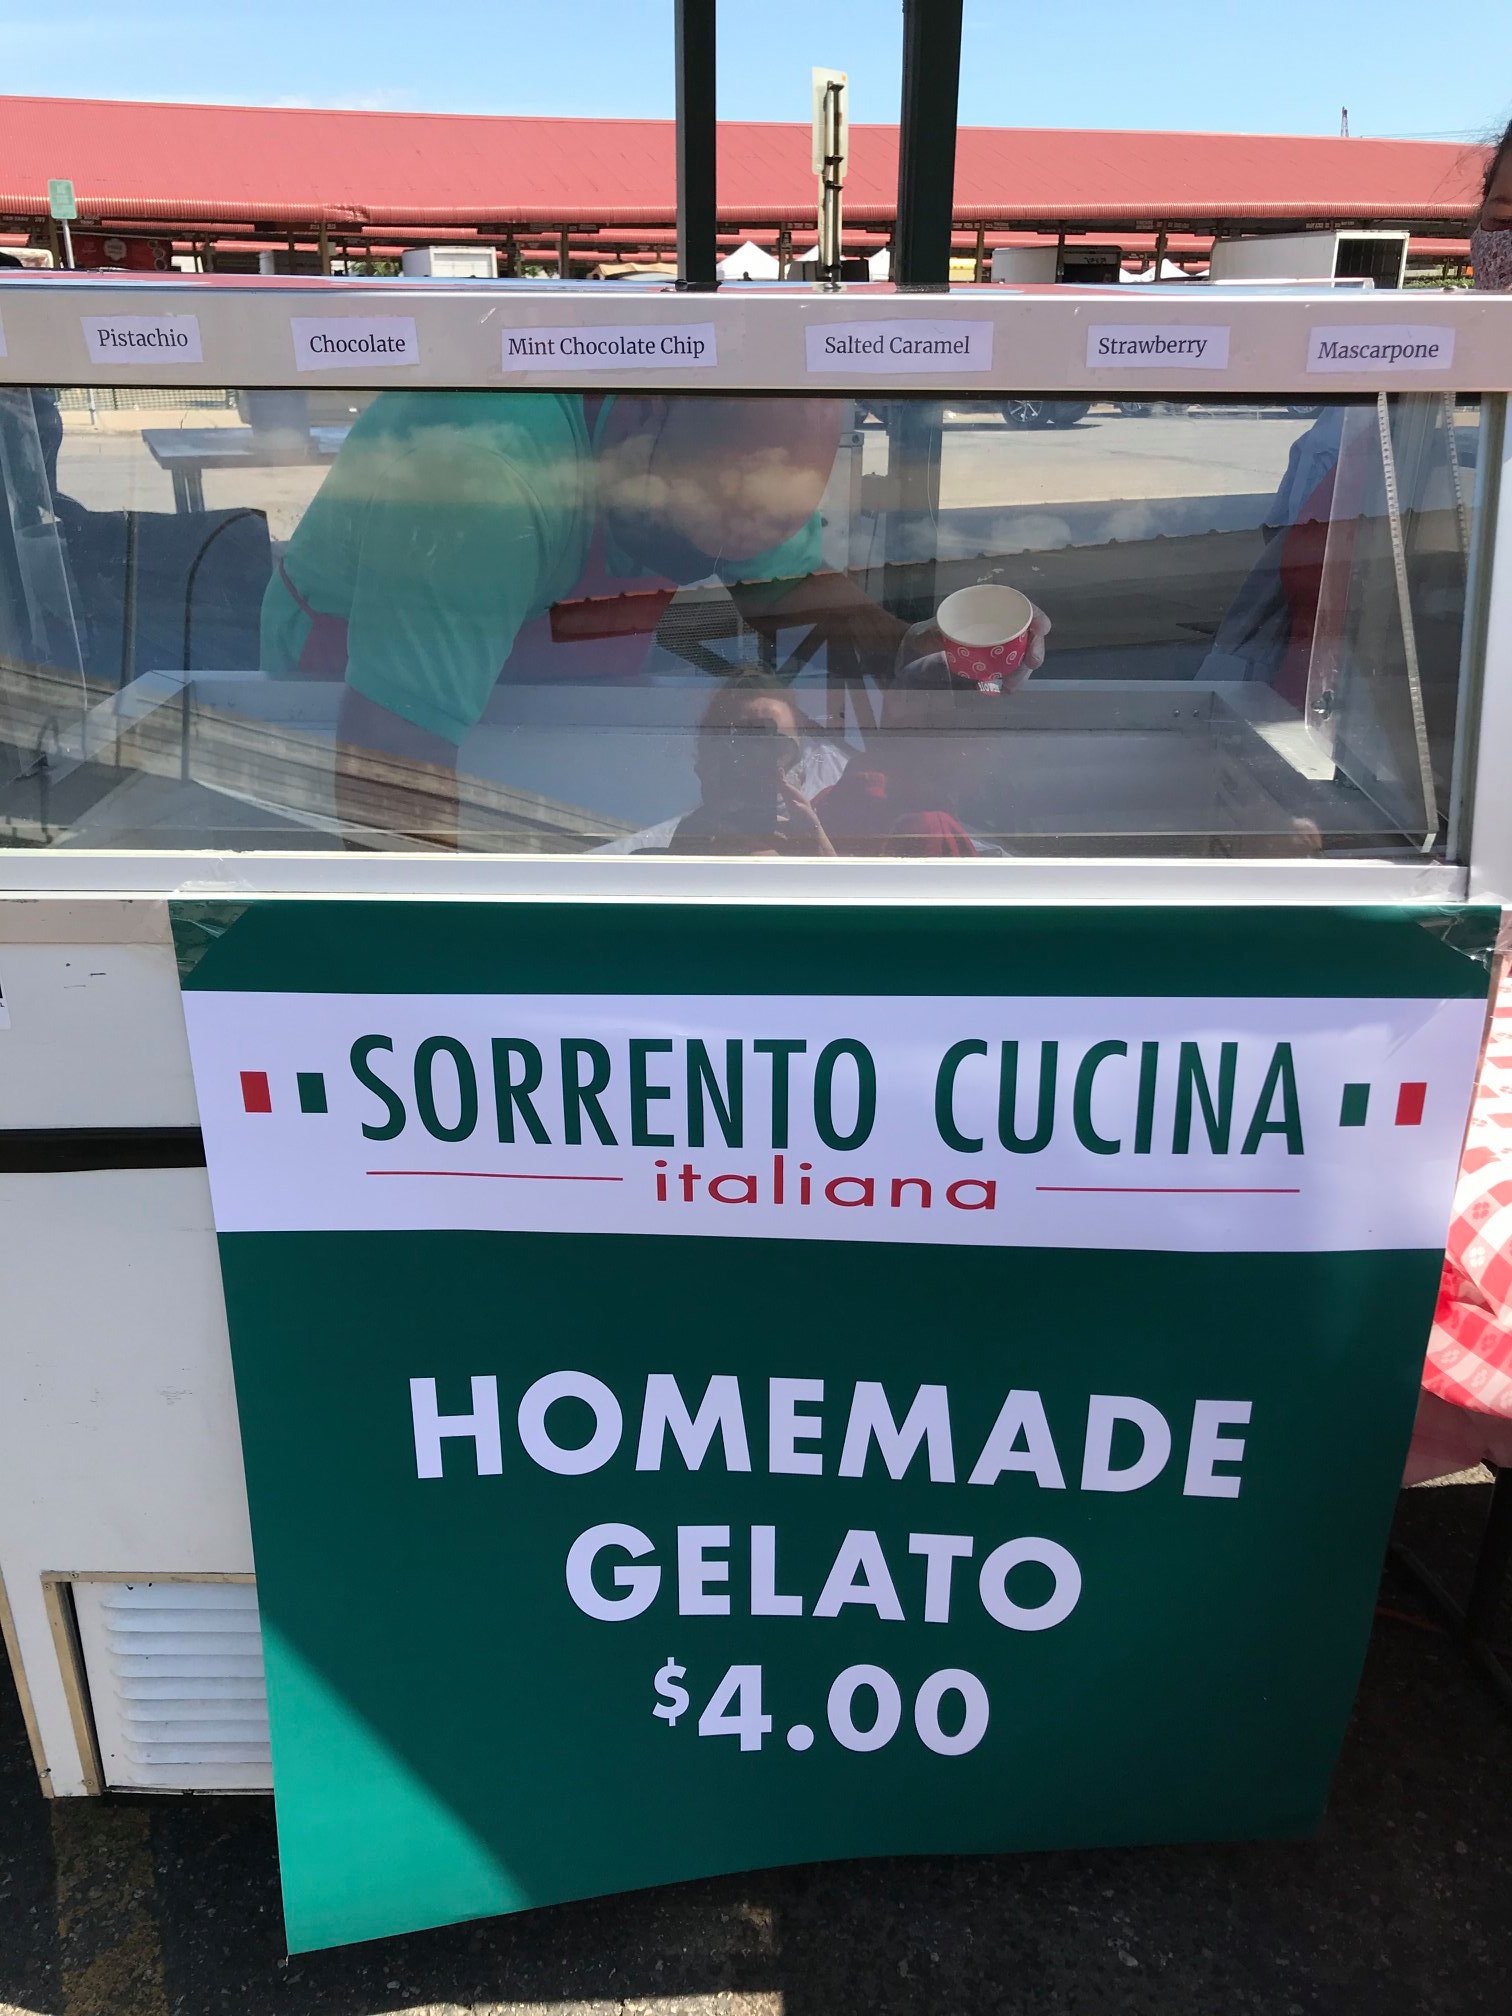 Pistachio
Chocolate
Mint Chocolate Chip
Salted Caramel
Strawberry
Mascarpone
SORRENTO CUCINA
italiana
HOMEMADE
GELATO
$4.00